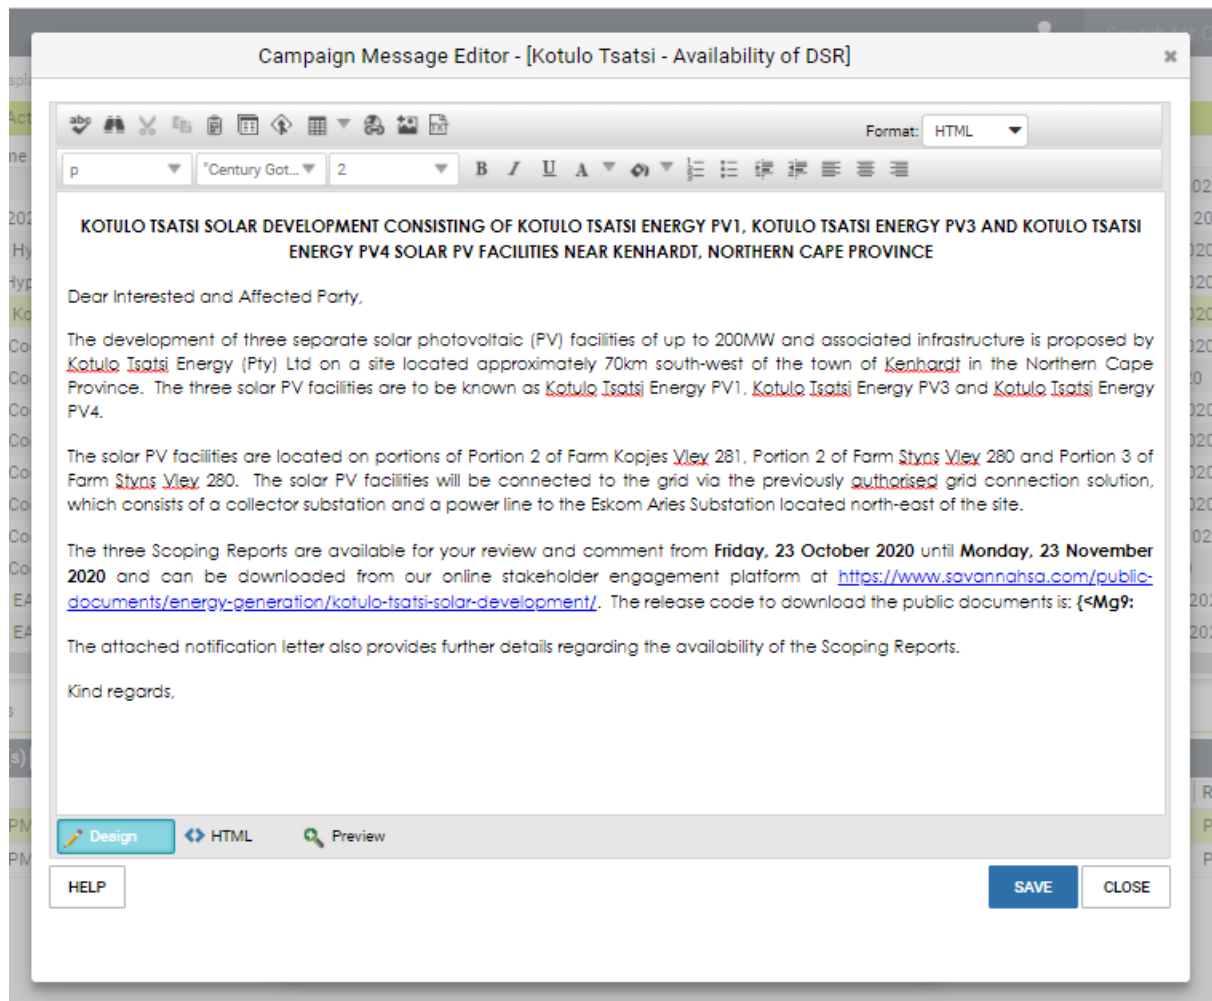 Campaign Message Editor - [Kotulo Tsatsi - Availability of DSR]
Format: HTML
p "Century Got... 2
KOTULO TSATSI SOLAR DEVELOPMENT CONSISTING OF KOTULO TSATSI ENERGY PV1, KOTULO TSATSI ENERGY PV3 AND KOTULO TSATSI
ENERGY PV4 SOLAR PV FACILITIES NEAR KENHARDT, NORTHERN CAPE PROVINCE
Dear Interested and Affected Party,
The development of three separate solar photovoltaic (PV) facilities of up to 200MW and associated infrastructure is proposed by
Kotulo Tsatsi Energy (Pty) Ltd on a site located approximately 70km south-west of the town of Kenhardt in the Northern Cape
Province. The three solar PV facilities are to be known as Kotulo Tsatsi Energy PV1, Kotulo Tsatsi Energy PV3 and Kotulo Tsatsi Energy
PV4.
The solar PV facilities are located on portions of Portion 2 of Farm Kopjes Vley 281, Portion 2 of Farm Styns Vley 280 and Portion 3 of
Farm Styns Vley 280. The solar PV facilities will be connected to the grid via the previously authorised grid connection solution,
which consists of a collector substation and a power line to the Eskom Aries Substation located north-east of the site.
The three Scoping Reports are available for your review and comment from Friday, 23 October 2020 until Monday, 23 November
2020 and can be downloaded from our online stakeholder engagement platform at https://www.savannahsa.com/public-
documents/energy-generation/kotulo-tsatsi-solar-development/. The release code to download the public documents is: {<Mg9:
The attached notification letter also provides further details regarding the availability of the Scoping Reports.
Kind regards,
Design HTML Preview
HELP SAVE CLOSE